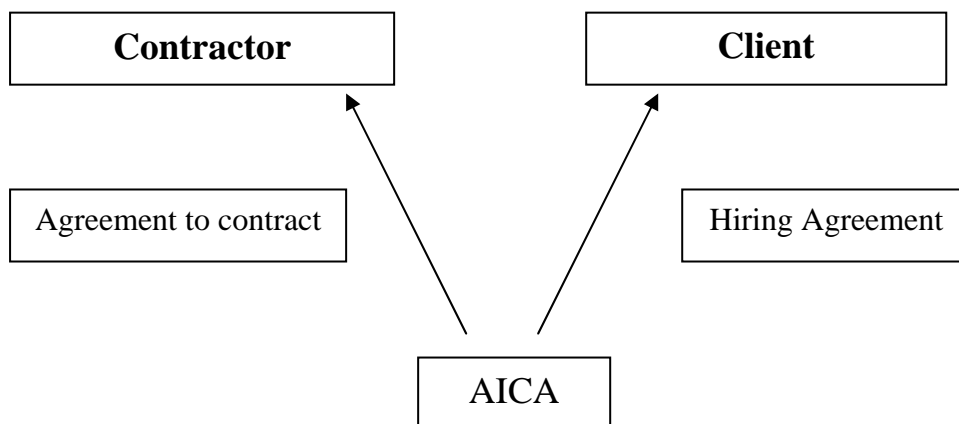 Contractor
Client
Agreement to contract
Hiring Agreement
AICA